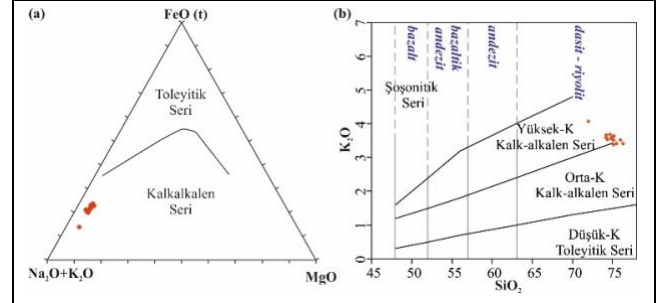 (a)
FeO (t)
Toleyitik
Seri
Kalkalkalen
Seri
Na₂O+K₂O
MgO
(b)
K₂O
7
6
5
4
3
2
1
0
bazalt
bazaltik
andezit
andezit
dasit - riyolit
Şoşonitik
Seri
Yüksek-K
Kalk-alkalen Seri
Orta-K
Kalk-alkalen Seri
Düşük-K
Toleyitik Seri
45 50 55 60 65 70 75
SiO₂